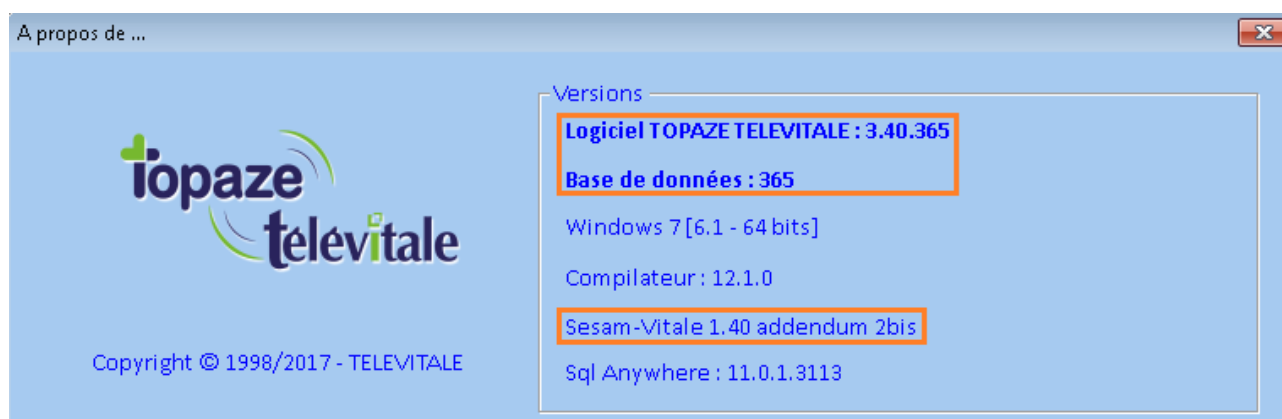 A propos de ...
Versions
Logiciel TOPAZE TELEVITALE : 3.40.365
Base de données : 365
Windows 7 [6.1 - 64 bits]
Compilateur : 12.1.0
Sesam-Vitale 1.40 addendum 2bis
Sql Anywhere : 11.0.1.3113
topaze
télévitale
Copyright © 1998/2017 - TELEVITALE